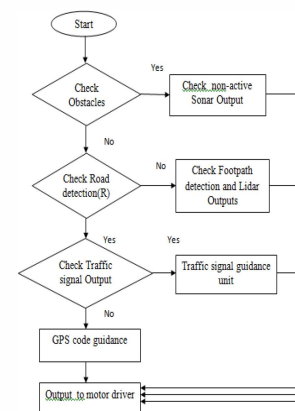 Start
Yes
Check
Obstacles
Check non-active
Sonar Output
No
Check Road
detection(R)
No
Check Footpath
detection and Lidar
Outputs
Yes
Yes
Check Traffic
signal Output
Traffic signal guidance
unit
No
GPS code guidance
Output to motor driver